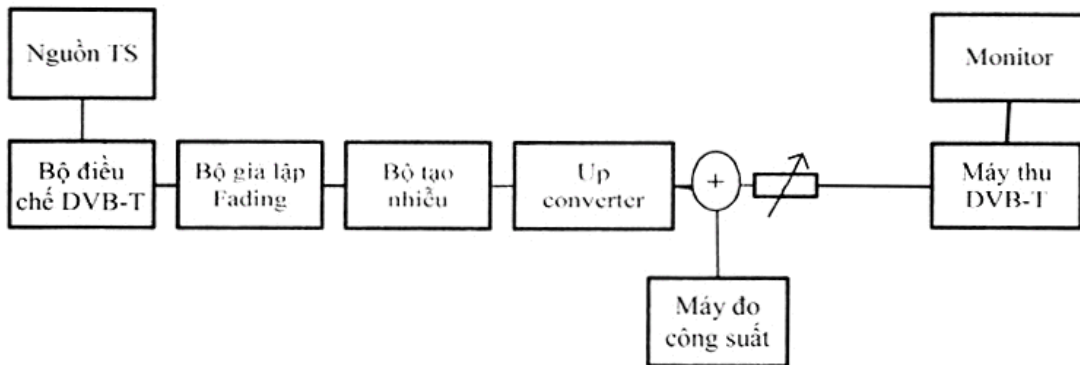 Nguồn TS
Monitor
Bộ điều
chế DVB-T
Bộ giả lập
Fading
Bộ tạo
nhiễu
Up
converter
+
Máy thu
DVB-T
Máy đo
công suất